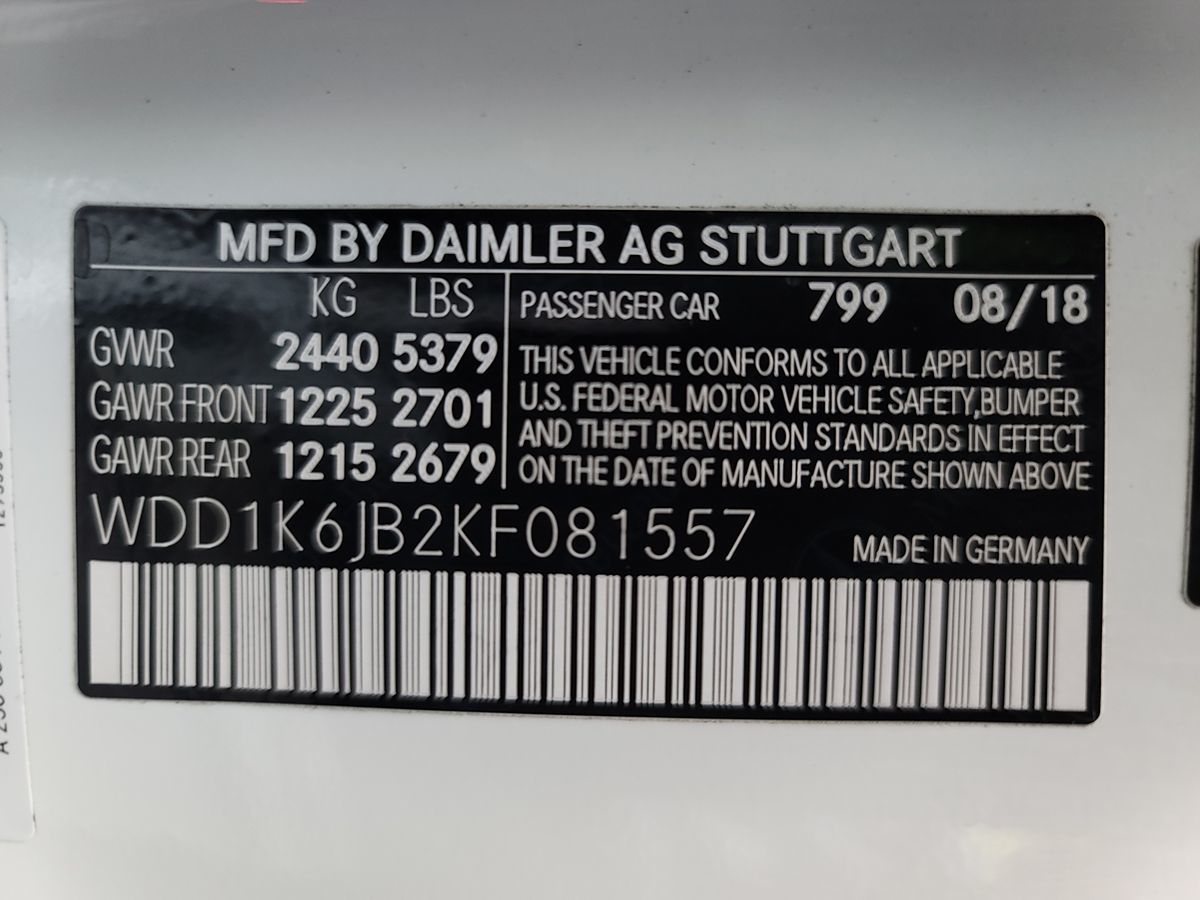 MFD BY DAIMLER AG STUTTGART
KG LBS
GVWR 2440 5379
GAWR FRONT 1225 2701
GAWR REAR 1215 2679
PASSENGER CAR 799 08/18
THIS VEHICLE CONFORMS TO ALL APPLICABLE
U.S. FEDERAL MOTOR VEHICLE SAFETY,BUMPER
AND THEFT PREVENTION STANDARDS IN EFFECT
ON THE DATE OF MANUFACTURE SHOWN ABOVE
WDD1K6JB2KF081557
MADE IN GERMANY